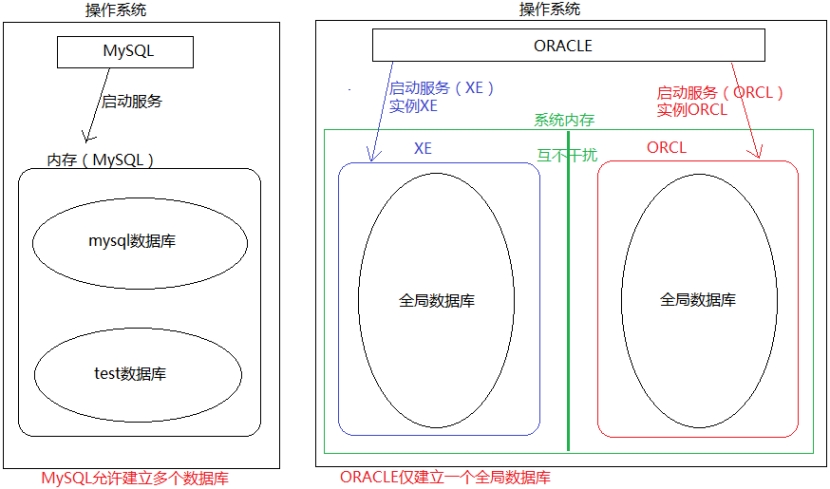 操作系统
MySQL
启动服务
内存（MySQL）
mysql数据库
test数据库
MySQL允许建立多个数据库
操作系统
ORACLE
启动服务（XE）
实例XE
启动服务（ORCL）
实例ORCL
系统内存
互不干扰
XE
ORCL
全局数据库
全局数据库
ORACLE仅建立一个全局数据库